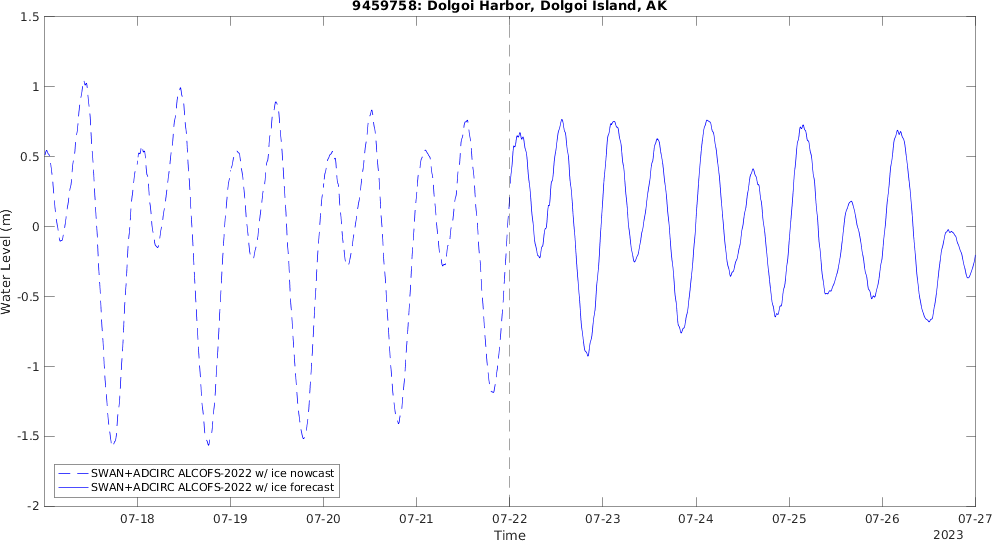 9459758: Dolgoi Harbor, Dolgoi Island, AK
1.5
1
0.5
0
-0.5
-1
-1.5
-2
Water Level (m)
SWAN+ADCIRC ALCOFS-2022 w/ ice nowcast
SWAN+ADCIRC ALCOFS-2022 w/ ice forecast
07-18 07-19 07-20 07-21 07-22 07-23 07-24 07-25 07-26 07-27
Time
2023